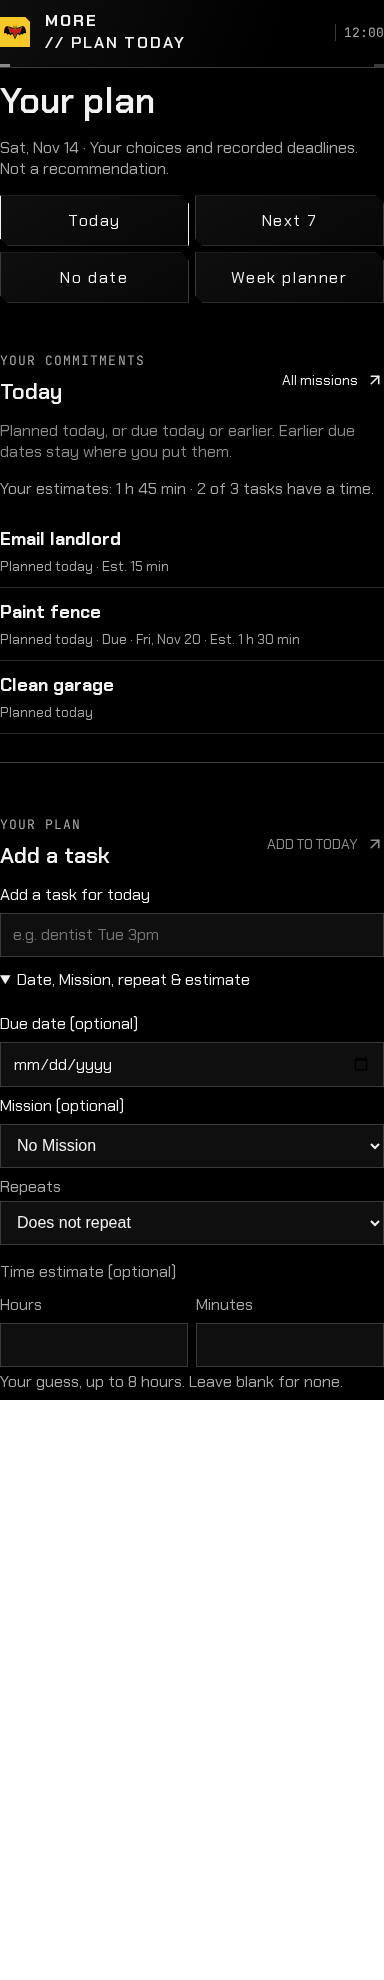 MORE
// PLAN TODAY
12:00
Your plan
Sat, Nov 14 · Your choices and recorded deadlines.
Not a recommendation.
Today
Next 7
No date
Week planner
YOUR COMMITMENTS
Today
All missions
Planned today, or due today or earlier. Earlier due
dates stay where you put them.
Your estimates: 1 h 45 min · 2 of 3 tasks have a time.
Email landlord
Planned today · Est. 15 min
Paint fence
Planned today · Due · Fri, Nov 20 · Est. 1 h 30 min
Clean garage
Planned today
YOUR PLAN
Add a task
ADD TO TODAY
Add a task for today
e.g. dentist Tue 3pm
Date, Mission, repeat & estimate
Due date (optional)
mm/dd/yyyy
Mission (optional)
No Mission
Repeats
Does not repeat
Time estimate (optional)
Hours
Minutes
Your guess, up to 8 hours. Leave blank for none.